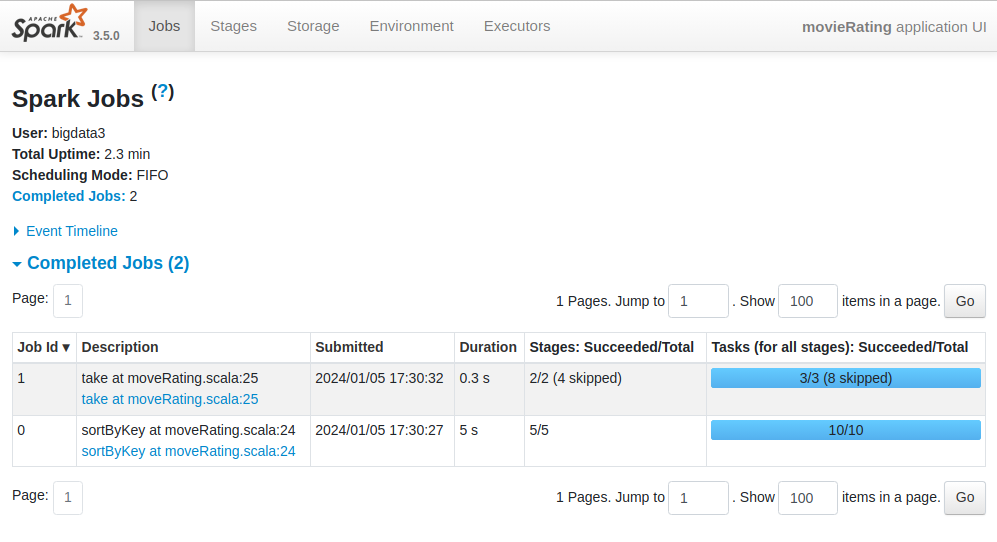 APACHE Spark 3.5.0 Jobs Stages Storage Environment Executors movieRating application UI
Spark Jobs (?)
User: bigdata3
Total Uptime: 2.3 min
Scheduling Mode: FIFO
Completed Jobs: 2
Event Timeline
Completed Jobs (2)
Page: 1 1 Pages. Jump to 1 . Show 100 items in a page. Go
Job Id ▾ Description Submitted Duration Stages: Succeeded/Total Tasks (for all stages): Succeeded/Total
1 take at moveRating.scala:25 2024/01/05 17:30:32 0.3 s 2/2 (4 skipped) 3/3 (8 skipped)
take at moveRating.scala:25
0 sortByKey at moveRating.scala:24 2024/01/05 17:30:27 5 s 5/5 10/10
sortByKey at moveRating.scala:24
Page: 1 1 Pages. Jump to 1 . Show 100 items in a page. Go